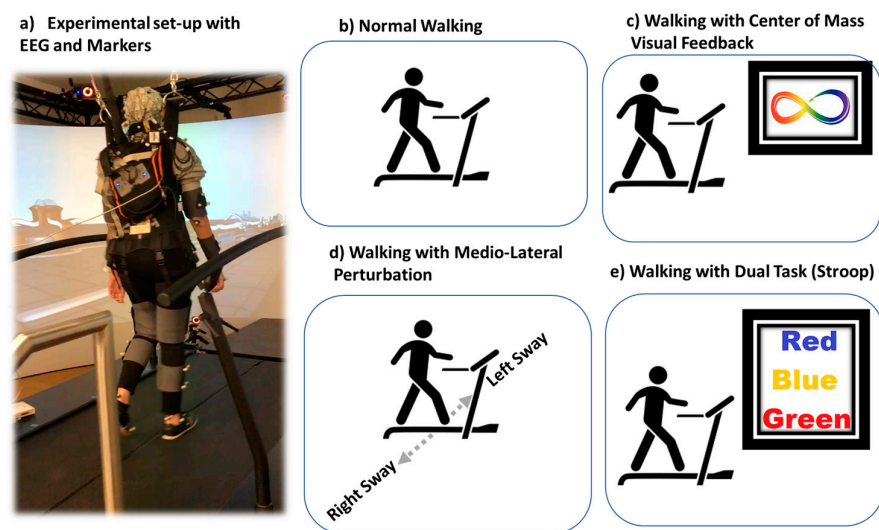 a) Experimental set-up with
EEG and Markers
b) Normal Walking
c) Walking with Center of Mass
Visual Feedback
d) Walking with Medio-Lateral
Perturbation
Left Sway
Right Sway
e) Walking with Dual Task (Stroop)
Red
Blue
Green